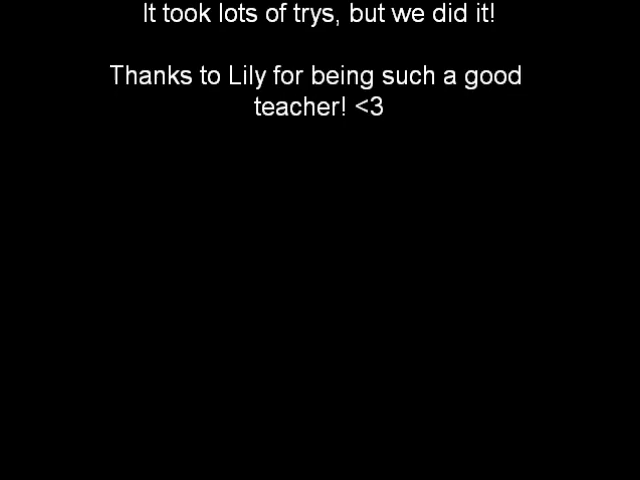 It took lots of trys, but we did it!
Thanks to Lily for being such a good
teacher! <3